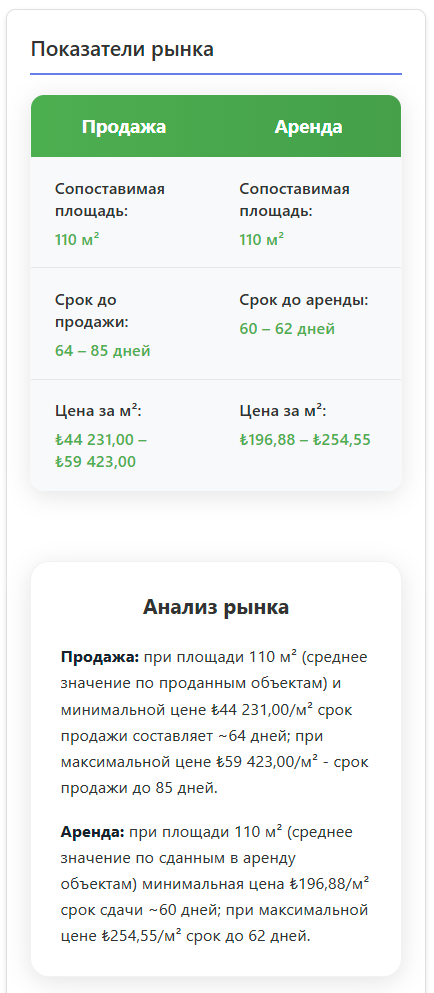 Показатели рынка
Продажа Аренда
Сопоставимая площадь: Сопоставимая площадь:
110 м² 110 м²
Срок до продажи: Срок до аренды:
64 – 85 дней 60 – 62 дней
Цена за м²: Цена за м²:
₺44 231,00 – ₺196,88 – ₺254,55
₺59 423,00
Анализ рынка
Продажа: при площади 110 м² (среднее
значение по проданным объектам) и
минимальной цене ₺44 231,00/м² срок
продажи составляет ~64 дней; при
максимальной цене ₺59 423,00/м² - срок
продажи до 85 дней.
Аренда: при площади 110 м² (среднее
значение по сданным в аренду
объектам) минимальная цена ₺196,88/м²
срок сдачи ~60 дней; при максимальной
цене ₺254,55/м² срок до 62 дней.